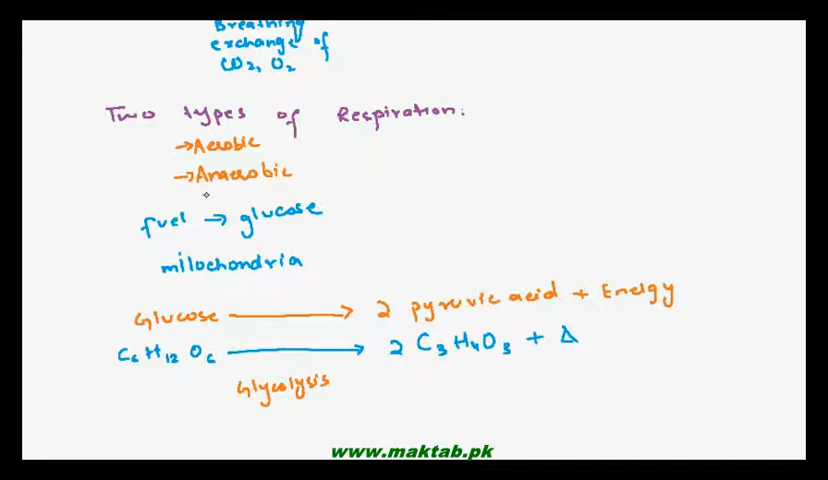 Breathing
exchange of
CO2, O2
Two types of Respiration:
→Aerobic
→Anaerobic
fuel → glucose
mitochondria
Glucose → 2 pyruvic acid + Energy
C6H12O6 → 2 C3H4O3 + Δ
Glycolysis
www.maktab.pk